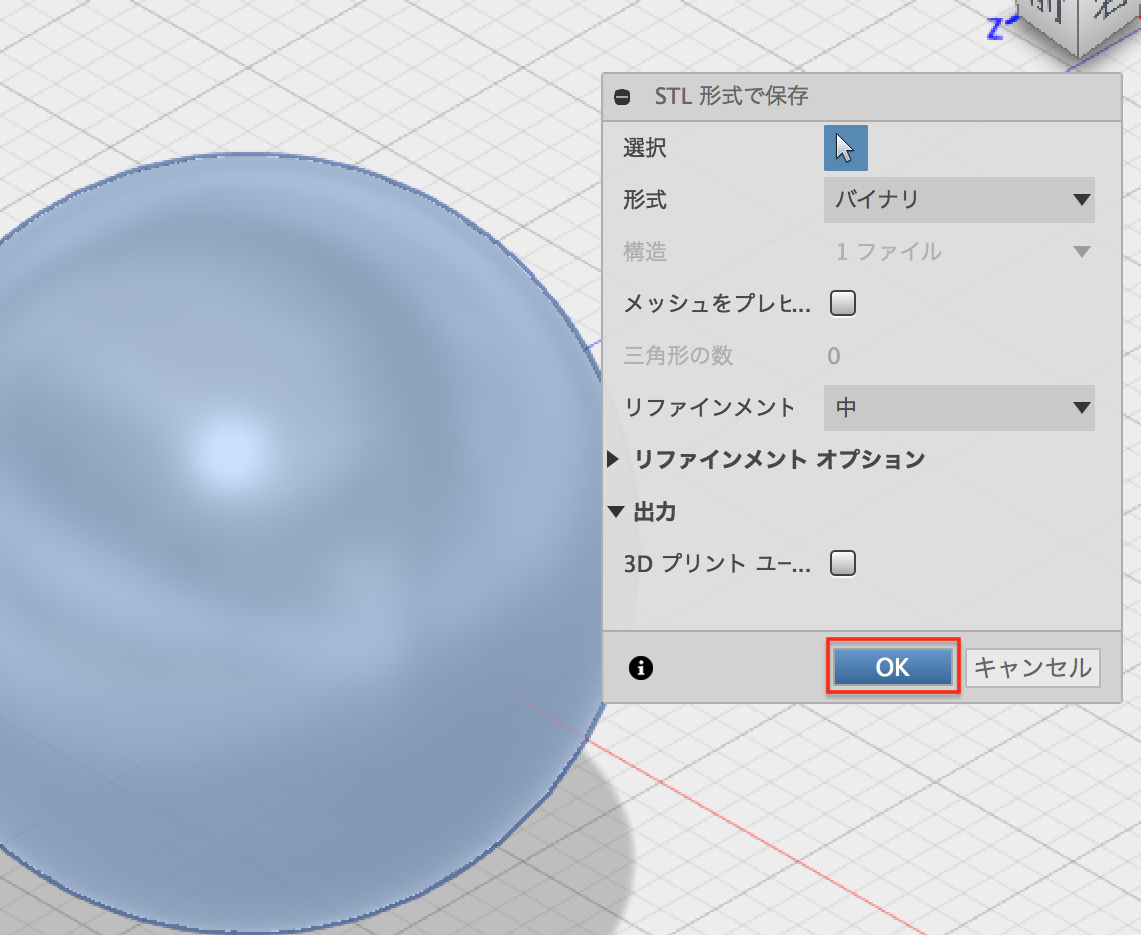 Z
STL 形式で保存
選択
形式 バイナリ
構造 1 ファイル
メッシュをプレヒ...
三角形の数 0
リファインメント 中
リファインメント オプション
出力
3D プリント ユー...
OK キャンセル